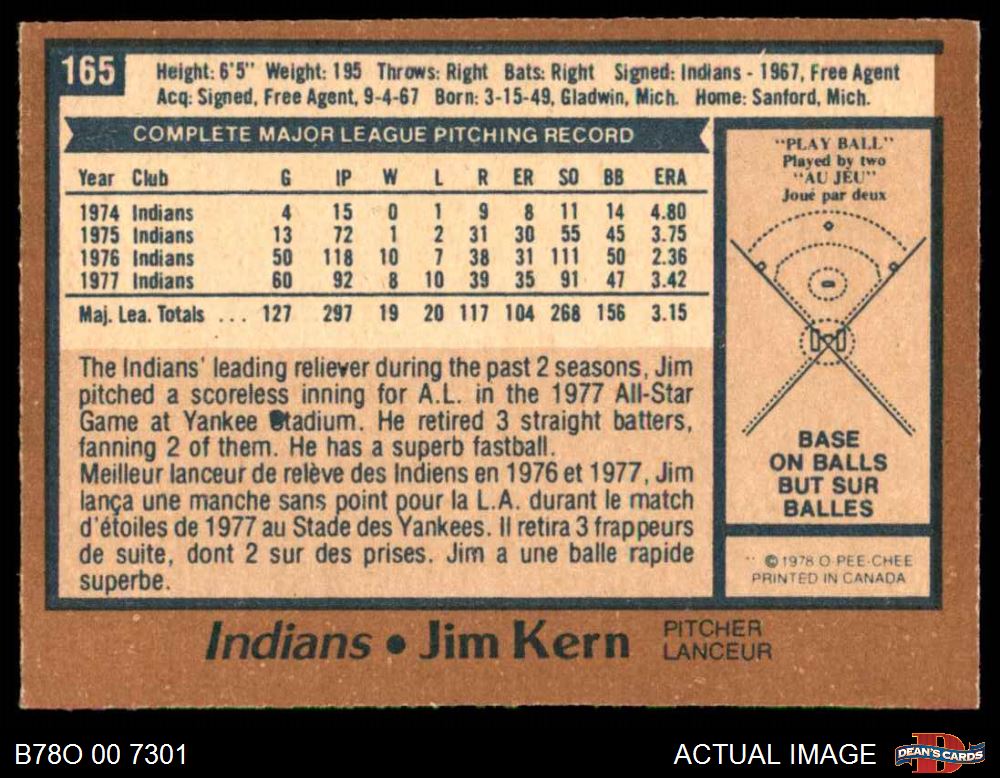 165
Height: 6'5" Weight: 195 Throws: Right Bats: Right Signed: Indians - 1967, Free Agent
Acq: Signed, Free Agent, 9-4-67 Born: 3-15-49, Gladwin, Mich. Home: Sanford, Mich.
COMPLETE MAJOR LEAGUE PITCHING RECORD
Year Club G IP W L R ER SO BB ERA
1974 Indians 4 15 0 1 9 8 11 14 4.80
1975 Indians 13 72 1 2 31 30 55 45 3.75
1976 Indians 50 118 10 7 38 31 111 50 2.36
1977 Indians 60 92 8 10 39 35 91 47 3.42
Maj. Lea. Totals ... 127 297 19 20 117 104 268 156 3.15
The Indians' leading reliever during the past 2 seasons, Jim
pitched a scoreless inning for A.L. in the 1977 All-Star
Game at Yankee Stadium. He retired 3 straight batters,
fanning 2 of them. He has a superb fastball.
Meilleur lanceur de relève des Indiens en 1976 et 1977, Jim
lança une manche sans point pour la L.A. durant le match
d'étoiles de 1977 au Stade des Yankees. Il retira 3 frappeurs
de suite, dont 2 sur des prises. Jim a une balle rapide
superbe.
"PLAY BALL"
Played by two
"AU JEU"
Joué par deux
BASE
ON BALLS
BUT SUR
BALLES
© 1978 O-PEE-CHEE
PRINTED IN CANADA
Indians • Jim Kern
PITCHER
LANCEUR
B78O 00 7301
ACTUAL IMAGE
DEAN'S CARDS